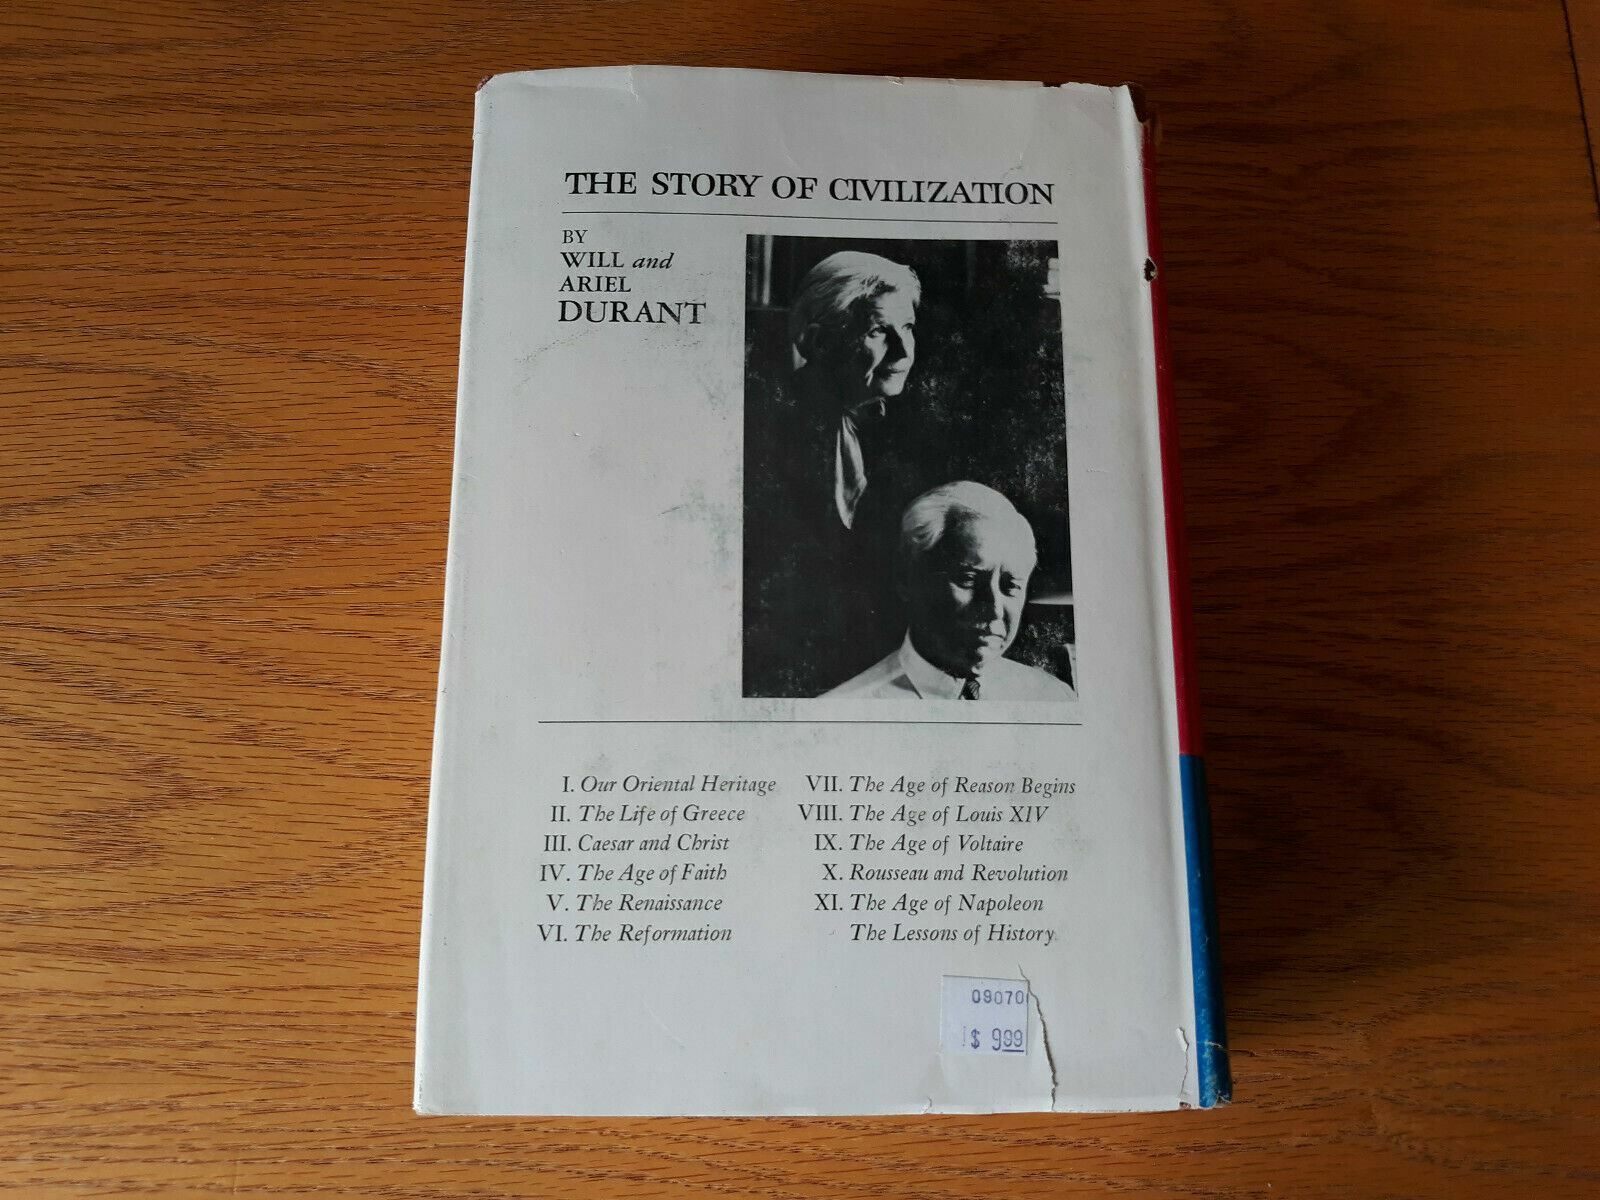 THE STORY OF CIVILIZATION
BY
WILL and
ARIEL
DURANT
I. Our Oriental Heritage
II. The Life of Greece
III. Caesar and Christ
IV. The Age of Faith
V. The Renaissance
VI. The Reformation
VII. The Age of Reason Begins
VIII. The Age of Louis XIV
IX. The Age of Voltaire
X. Rousseau and Revolution
XI. The Age of Napoleon
The Lessons of History
09070
$ 9.99